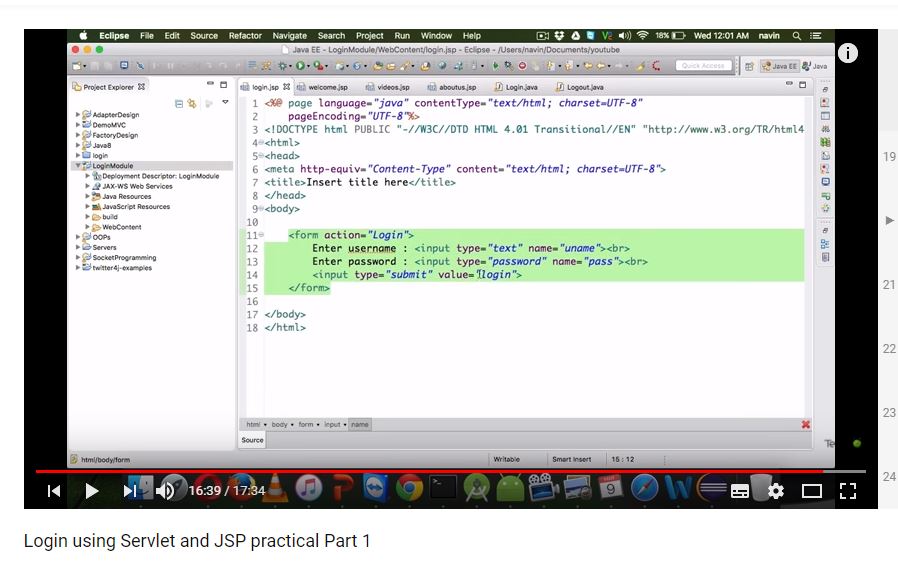 Eclipse File Edit Source Refactor Navigate Search Project Run Window Help 18% Wed 12:01 AM navin
Java EE - LoginModule/WebContent/login.jsp - Eclipse - /Users/navin/Documents/youtube
Quick Access Java EE Java
Project Explorer
login.jsp welcome.jsp videos.jsp aboutus.jsp Login.java Logout.java
AdapterDesign
DemoMVC
FactoryDesign
Java8
login
LoginModule
Deployment Descriptor: LoginModule
JAX-WS Web Services
Java Resources
JavaScript Resources
build
WebContent
OOPs
Servers
SocketProgramming
twitter4j-examples
1 <%@ page language="java" contentType="text/html; charset=UTF-8"
2 pageEncoding="UTF-8"%>
3 <!DOCTYPE html PUBLIC "-//W3C//DTD HTML 4.01 Transitional//EN" "http://www.w3.org/TR/html4
4 <html>
5 <head>
6 <meta http-equiv="Content-Type" content="text/html; charset=UTF-8">
7 <title>Insert title here</title>
8 </head>
9 <body>
10
11 <form action="Login">
12 Enter username : <input type="text" name="uname"><br>
13 Enter password : <input type="password" name="pass"><br>
14 <input type="submit" value="login">
15 </form>
16
17 </body>
18 </html>
html body form input name
Source
Te
html/body/form Writable Smart Insert 15 : 12
16:39 / 17:34
9
19
21
22
23
24
Login using Servlet and JSP practical Part 1